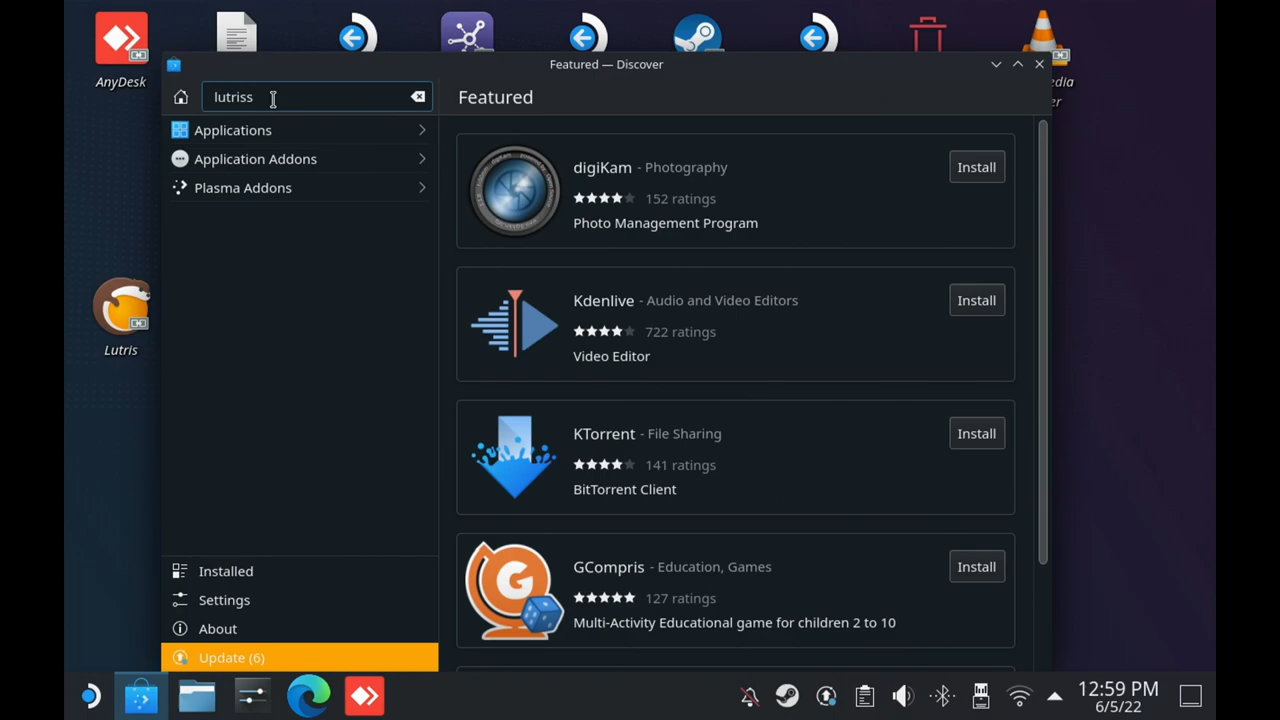 AnyDesk
edia
er
Featured — Discover
lutriss
Featured
Applications
Application Addons
Plasma Addons
digiKam - Photography
Install
152 ratings
Photo Management Program
Kdenlive - Audio and Video Editors
Install
722 ratings
Video Editor
Lutris
KTorrent - File Sharing
Install
141 ratings
BitTorrent Client
GCompris - Education, Games
Install
127 ratings
Multi-Activity Educational game for children 2 to 10
Installed
Settings
About
Update (6)
12:59 PM
6/5/22